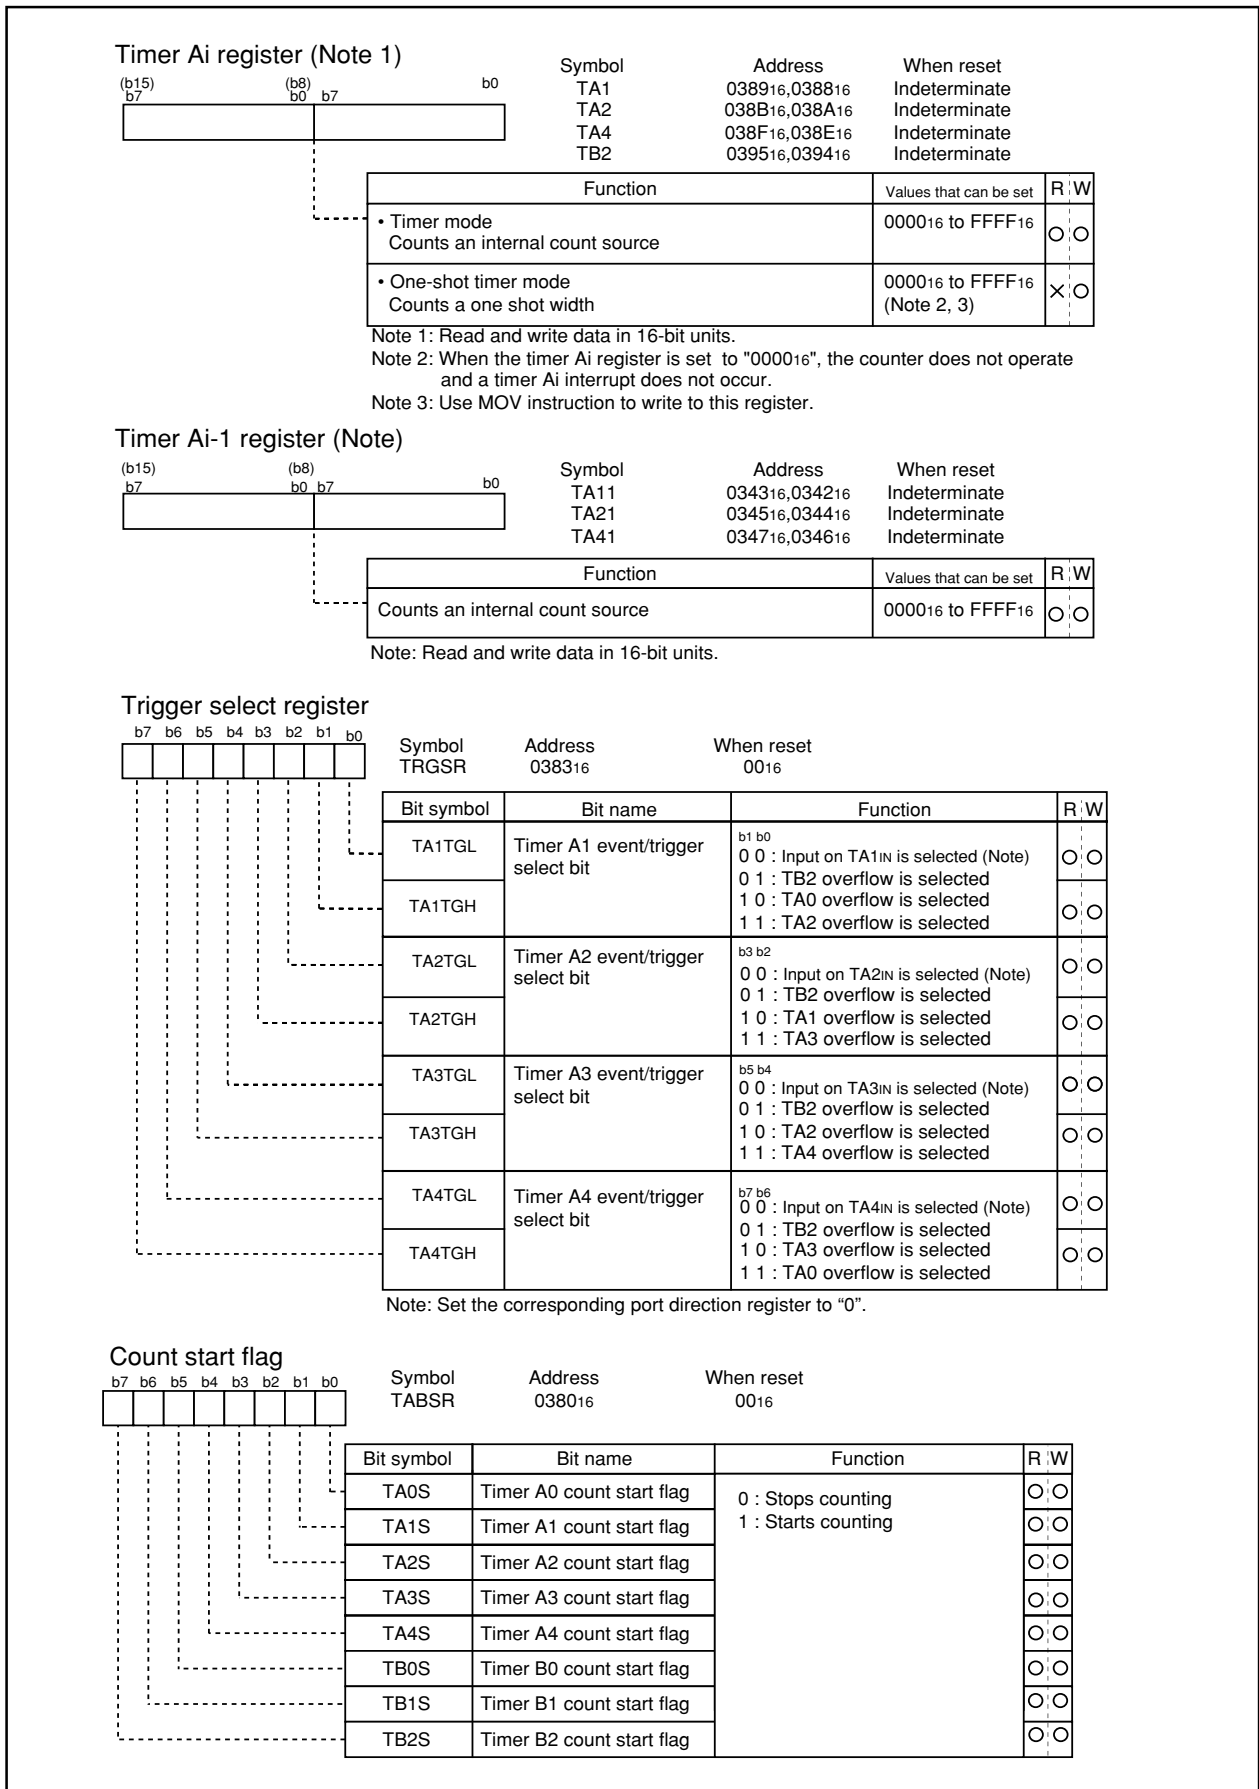 Timer Ai register (Note 1)
Symbol Address When reset
(b15) (b8)
b7 b0 b7 b0
TA1 038916,038816 Indeterminate
TA2 038B16,038A16 Indeterminate
TA4 038F16,038E16 Indeterminate
TB2 039516,039416 Indeterminate
Function Values that can be set R W
• Timer mode 000016 to FFFF16
Counts an internal count source
• One-shot timer mode 000016 to FFFF16
Counts a one shot width (Note 2, 3)
Note 1: Read and write data in 16-bit units.
Note 2: When the timer Ai register is set to "000016", the counter does not operate
and a timer Ai interrupt does not occur.
Note 3: Use MOV instruction to write to this register.
Timer Ai-1 register (Note)
(b15) (b8) Symbol Address When reset
b7 b0 b7 b0
TA11 034316,034216 Indeterminate
TA21 034516,034416 Indeterminate
TA41 034716,034616 Indeterminate
Function Values that can be set R W
Counts an internal count source 000016 to FFFF16
Note: Read and write data in 16-bit units.
Trigger select register
b7 b6 b5 b4 b3 b2 b1 b0
Symbol Address When reset
TRGSR 038316 0016
Bit symbol Bit name Function R W
TA1TGL
TA1TGH
Timer A1 event/trigger
select bit
b1 b0
0 0 : Input on TA1IN is selected (Note)
0 1 : TB2 overflow is selected
1 0 : TA0 overflow is selected
1 1 : TA2 overflow is selected
TA2TGL
TA2TGH
Timer A2 event/trigger
select bit
b3 b2
0 0 : Input on TA2IN is selected (Note)
0 1 : TB2 overflow is selected
1 0 : TA1 overflow is selected
1 1 : TA3 overflow is selected
TA3TGL
TA3TGH
Timer A3 event/trigger
select bit
b5 b4
0 0 : Input on TA3IN is selected (Note)
0 1 : TB2 overflow is selected
1 0 : TA2 overflow is selected
1 1 : TA4 overflow is selected
TA4TGL
TA4TGH
Timer A4 event/trigger
select bit
b7 b6
0 0 : Input on TA4IN is selected (Note)
0 1 : TB2 overflow is selected
1 0 : TA3 overflow is selected
1 1 : TA0 overflow is selected
Note: Set the corresponding port direction register to “0”.
Count start flag
b7 b6 b5 b4 b3 b2 b1 b0
Symbol Address When reset
TABSR 038016 0016
Bit symbol Bit name Function R W
TA0S Timer A0 count start flag 0 : Stops counting
TA1S Timer A1 count start flag 1 : Starts counting
TA2S Timer A2 count start flag
TA3S Timer A3 count start flag
TA4S Timer A4 count start flag
TB0S Timer B0 count start flag
TB1S Timer B1 count start flag
TB2S Timer B2 count start flag